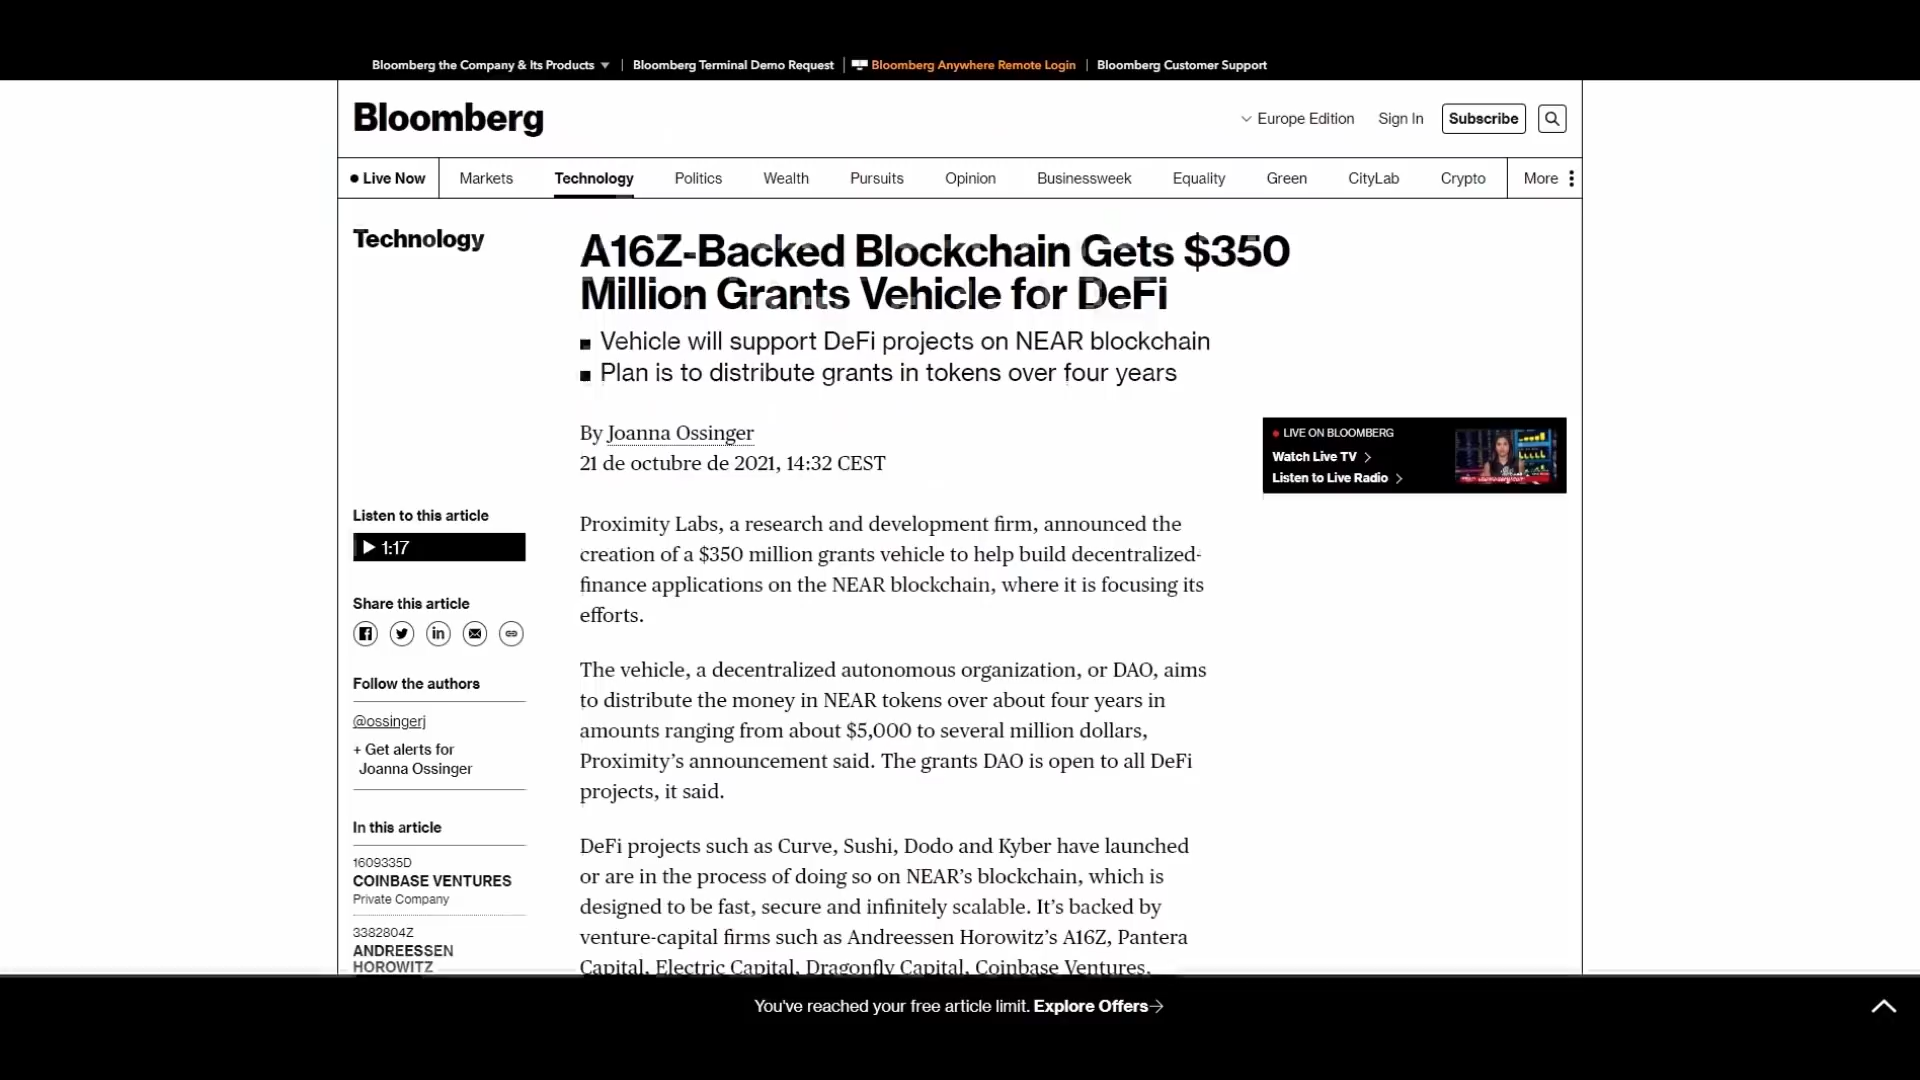 Bloomberg the Company & Its Products
Bloomberg Terminal Demo Request
Bloomberg Anywhere Remote Login
Bloomberg Customer Support
Bloomberg
Europe Edition
Sign In
Subscribe
Live Now
Markets
Technology
Politics
Wealth
Pursuits
Opinion
Businessweek
Equality
Green
CityLab
Crypto
More
Technology
A16Z-Backed Blockchain Gets $350
Million Grants Vehicle for DeFi
Vehicle will support DeFi projects on NEAR blockchain
Plan is to distribute grants in tokens over four years
By Joanna Ossinger
21 de octubre de 2021, 14:32 CEST
LIVE ON BLOOMBERG
Watch Live TV
Listen to Live Radio
Listen to this article
1:17
Share this article
Follow the authors
@ossingerj
+ Get alerts for
Joanna Ossinger
In this article
1609335D
COINBASE VENTURES
Private Company
3382804Z
ANDREESSEN
HOROWITZ
Proximity Labs, a research and development firm, announced the
creation of a $350 million grants vehicle to help build decentralized-
finance applications on the NEAR blockchain, where it is focusing its
efforts.
The vehicle, a decentralized autonomous organization, or DAO, aims
to distribute the money in NEAR tokens over about four years in
amounts ranging from about $5,000 to several million dollars,
Proximity’s announcement said. The grants DAO is open to all DeFi
projects, it said.
DeFi projects such as Curve, Sushi, Dodo and Kyber have launched
or are in the process of doing so on NEAR’s blockchain, which is
designed to be fast, secure and infinitely scalable. It’s backed by
venture-capital firms such as Andreessen Horowitz’s A16Z, Pantera
Capital, Electric Capital, Dragonfly Capital, Coinbase Ventures,
You've reached your free article limit. Explore Offers